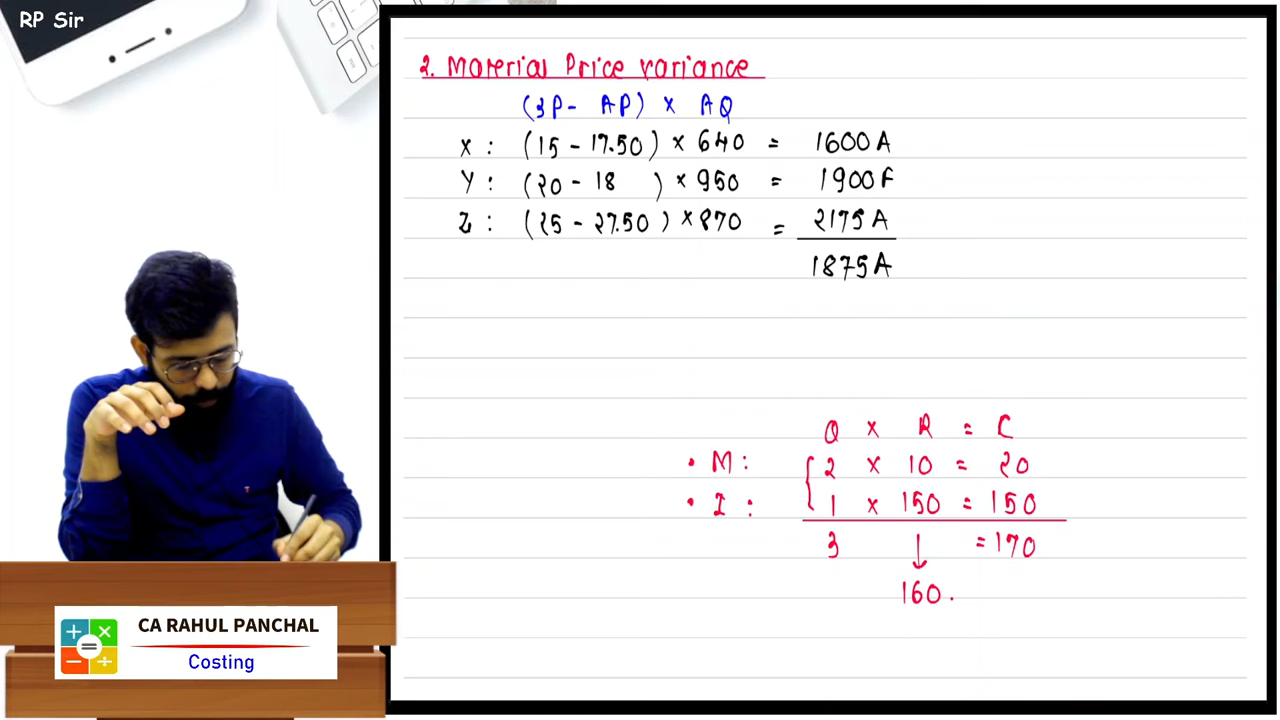 RP Sir
2. Material Price Variance
(SP - AP) × AQ
X : (15 - 17.50) × 640 = 1600 A
Y : (20 - 18 ) × 950 = 1900 F
Z : (25 - 27.50) × 870 = 2175 A
1875 A
Q × R = C
• M : 2 × 10 = 20
• I : 1 × 150 = 150
3 ↓ = 170
160.
CA RAHUL PANCHAL
Costing